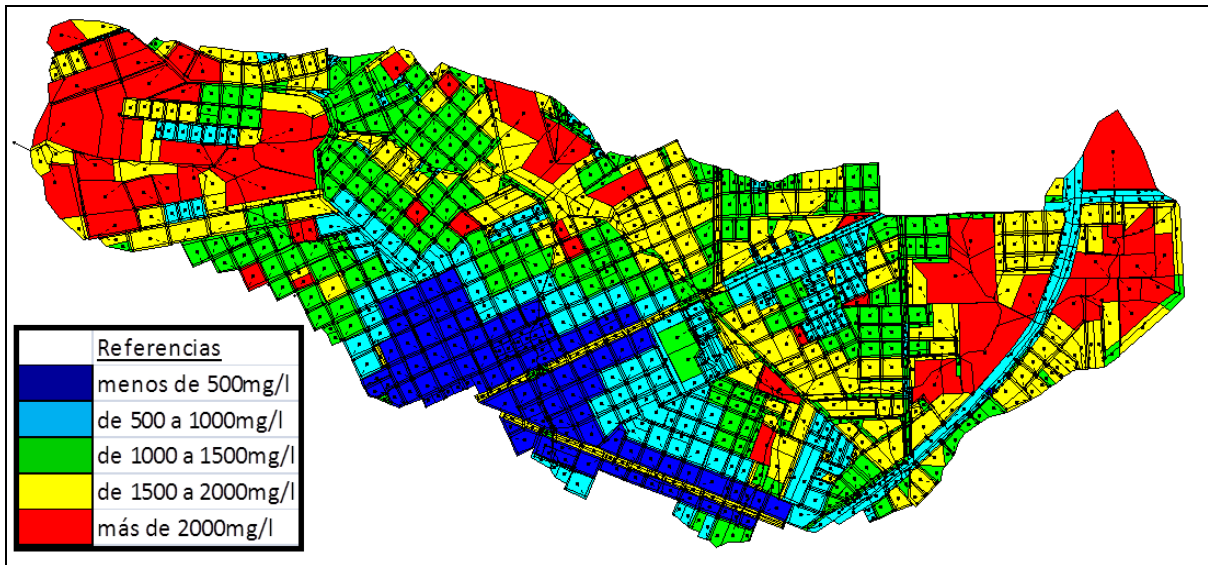 Referencias
menos de 500mg/l
de 500 a 1000mg/l
de 1000 a 1500mg/l
de 1500 a 2000mg/l
más de 2000mg/l